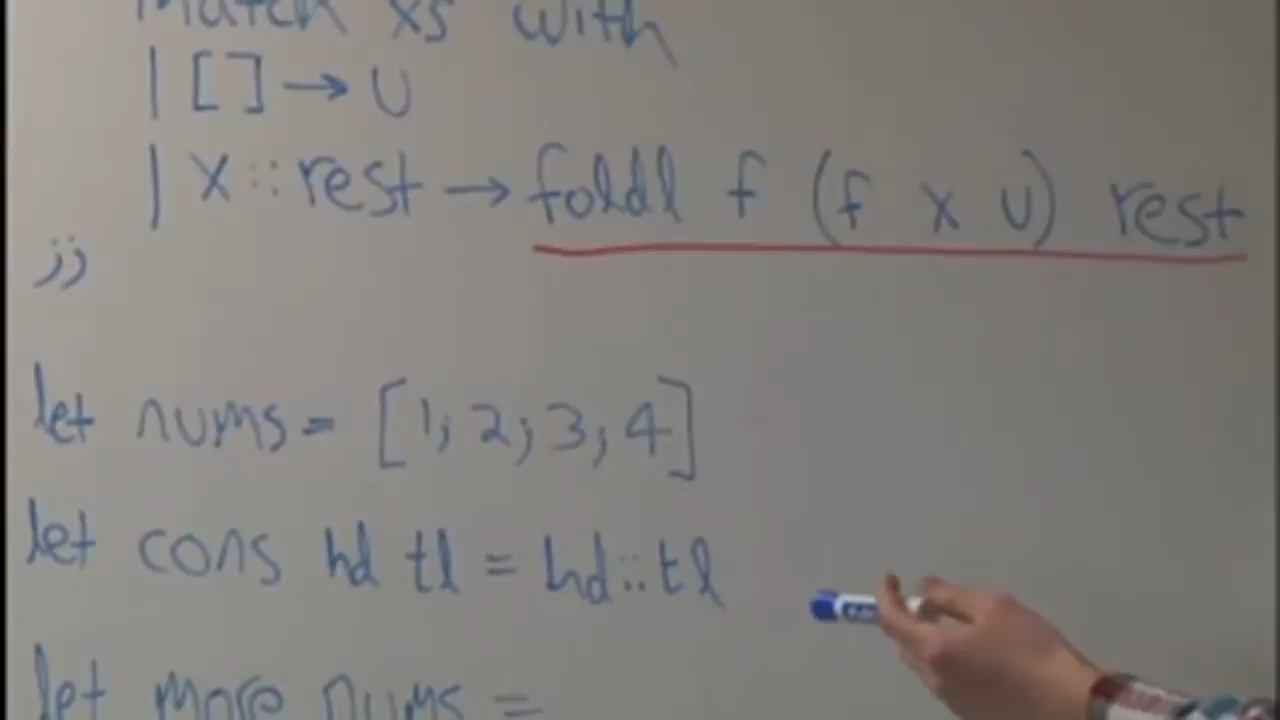 match xs with
| [] → u
| x::rest → foldl f (f x u) rest
;;
let nums = [1; 2; 3; 4]
let cons hd tl = hd::tl
let more nums =